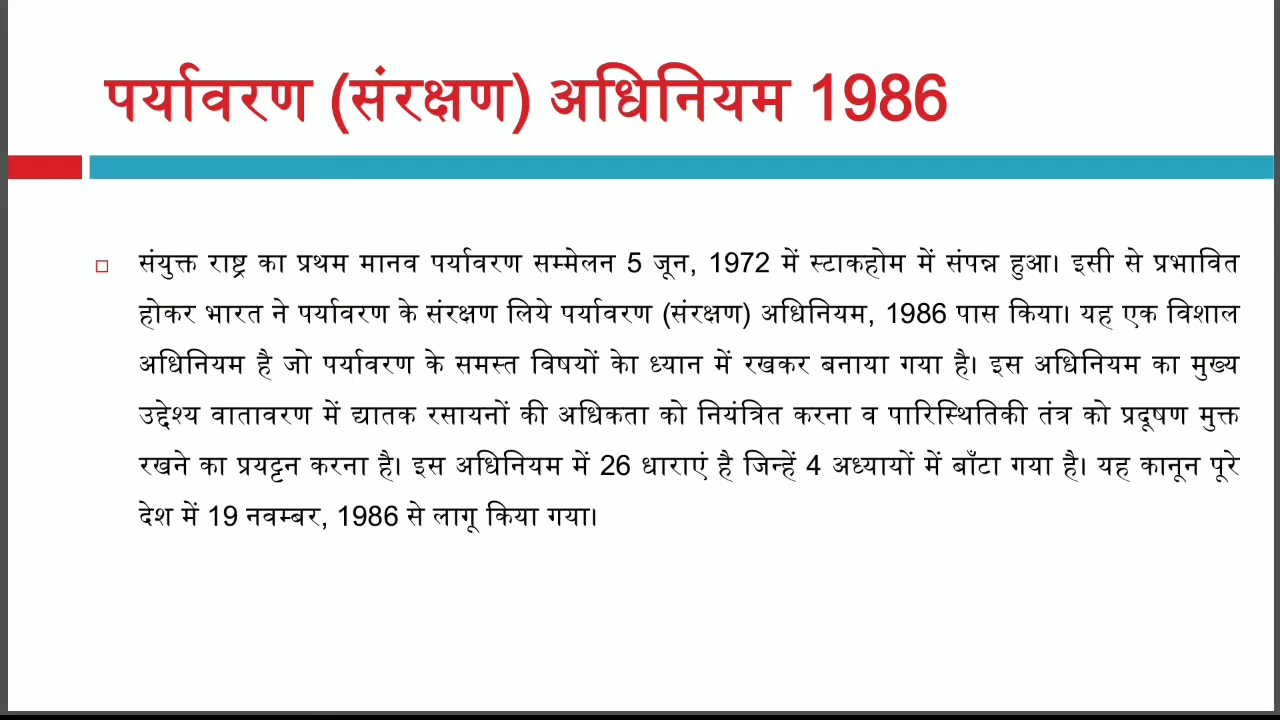 पर्यावरण (संरक्षण) अधिनियम 1986
संयुक्त राष्ट्र का प्रथम मानव पर्यावरण सम्मेलन 5 जून, 1972 में स्टाकहोम में संपन्न हुआ। इसी से प्रभावित
होकर भारत ने पर्यावरण के संरक्षण लिये पर्यावरण (संरक्षण) अधिनियम, 1986 पास किया। यह एक विशाल
अधिनियम है जो पर्यावरण के समस्त विषयों केा ध्यान में रखकर बनाया गया है। इस अधिनियम का मुख्य
उद्देश्य वातावरण में द्यातक रसायनों की अधिकता को नियंत्रित करना व पारिस्थितिकी तंत्र को प्रदूषण मुक्त
रखने का प्रयट्टन करना है। इस अधिनियम में 26 धाराएं है जिन्हें 4 अध्यायों में बाँटा गया है। यह कानून पूरे
देश में 19 नवम्बर, 1986 से लागू किया गया।